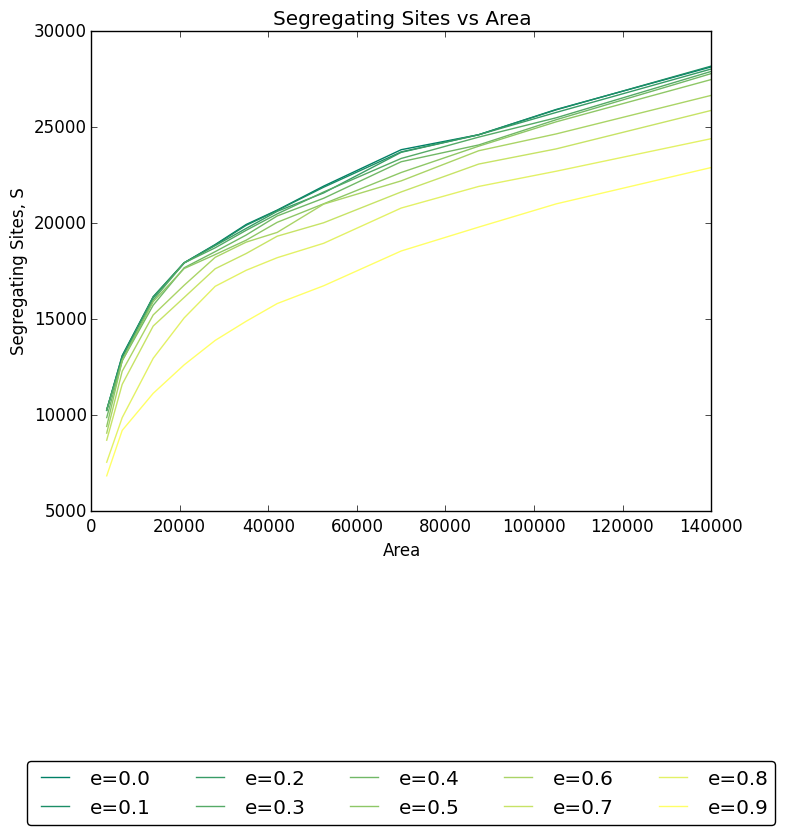 Segregating Sites vs Area
30000
25000
20000
15000
10000
5000
Segregating Sites, S
0 20000 40000 60000 80000 100000 120000 140000
Area
e=0.0 e=0.2 e=0.4 e=0.6 e=0.8
e=0.1 e=0.3 e=0.5 e=0.7 e=0.9